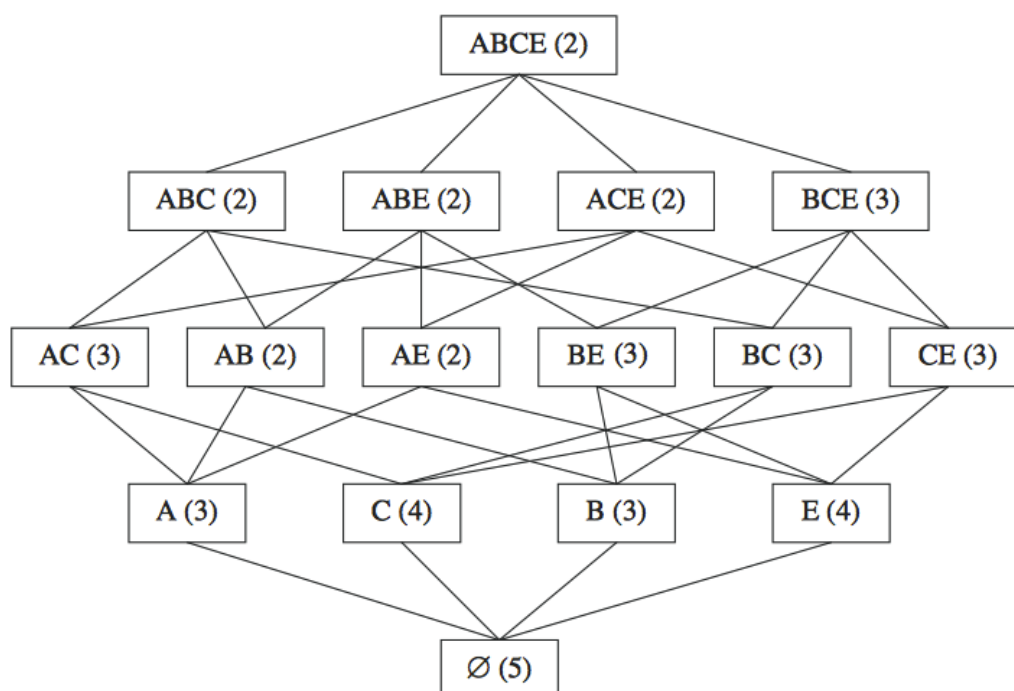 ABCE (2)
ABC (2) ABE (2) ACE (2) BCE (3)
AC (3) AB (2) AE (2) BE (3) BC (3) CE (3)
A (3) C (4) B (3) E (4)
∅ (5)